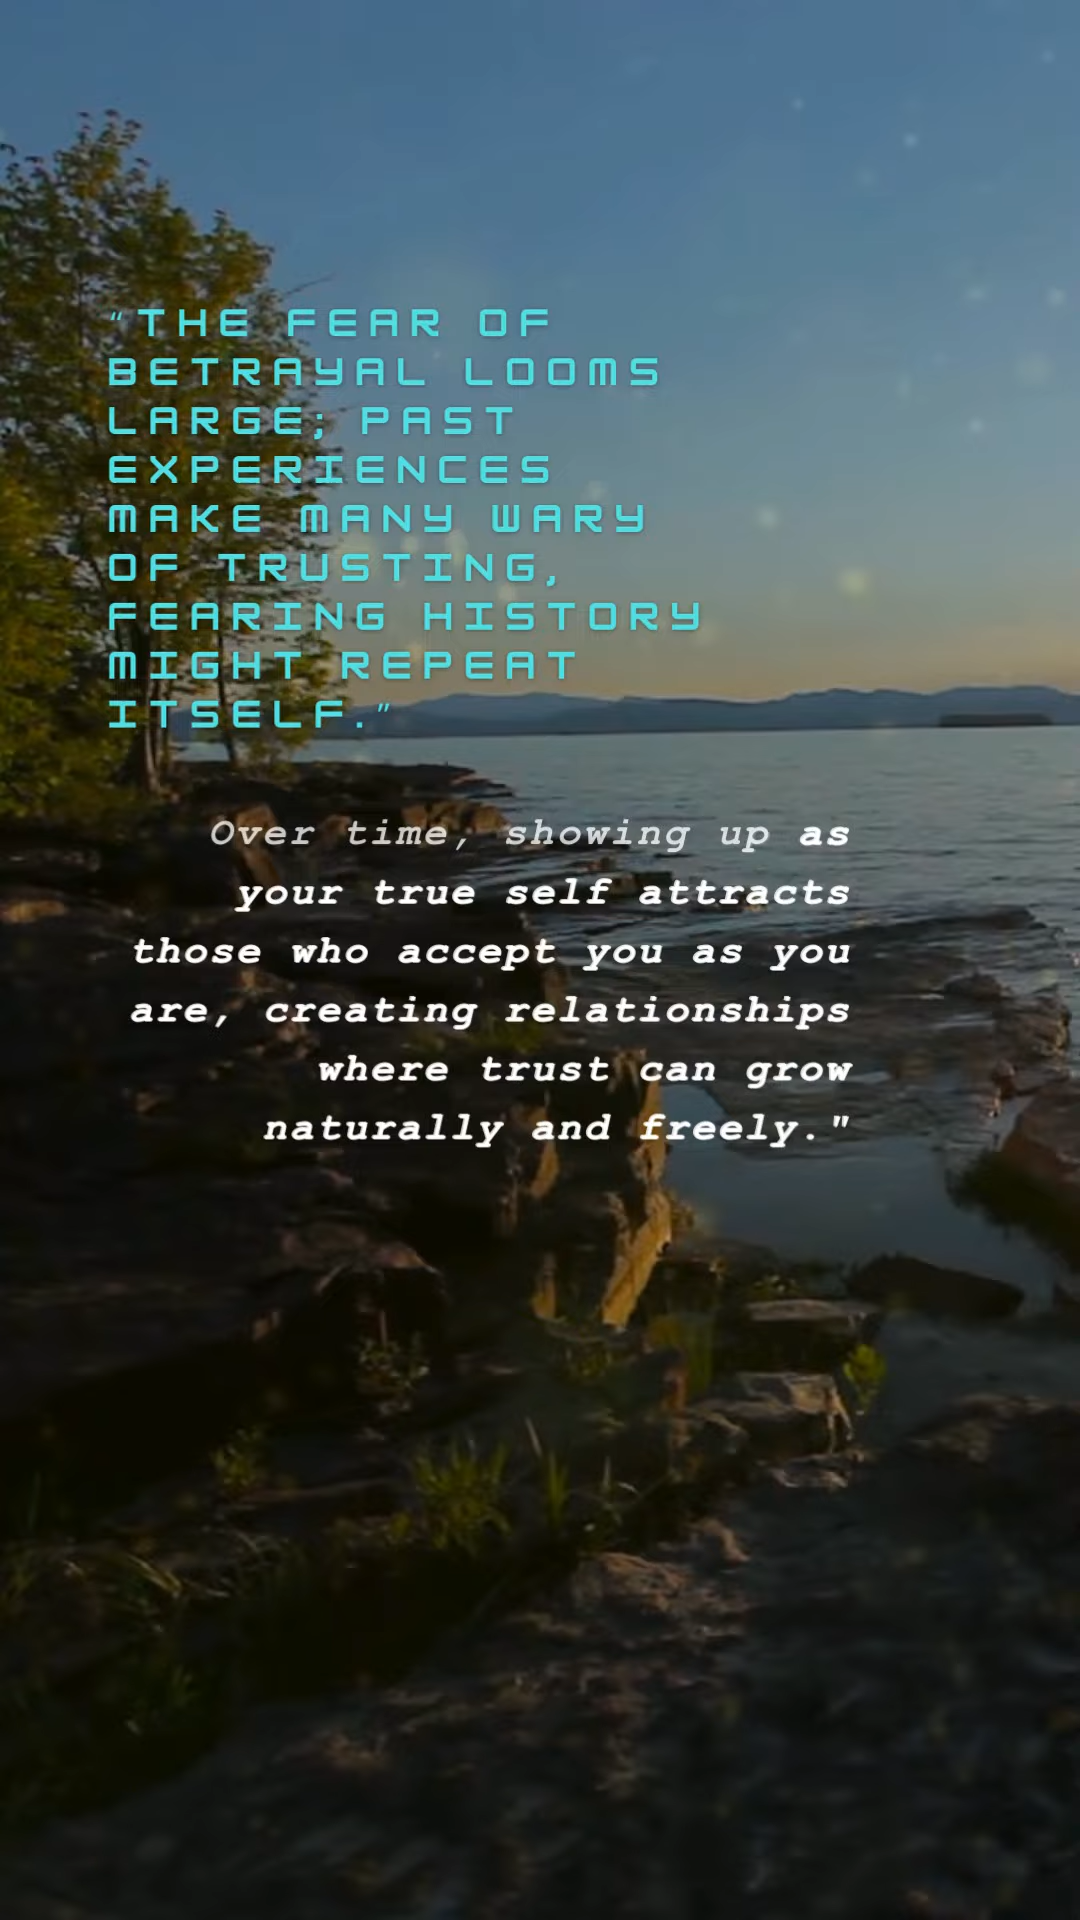 "THE FEAR OF
BETRAYAL LOOMS
LARGE; PAST
EXPERIENCES
MAKE MANY WARY
OF TRUSTING,
FEARING HISTORY
MIGHT REPEAT
ITSELF."
Over time, showing up as
your true self attracts
those who accept you as you
are, creating relationships
where trust can grow
naturally and freely."